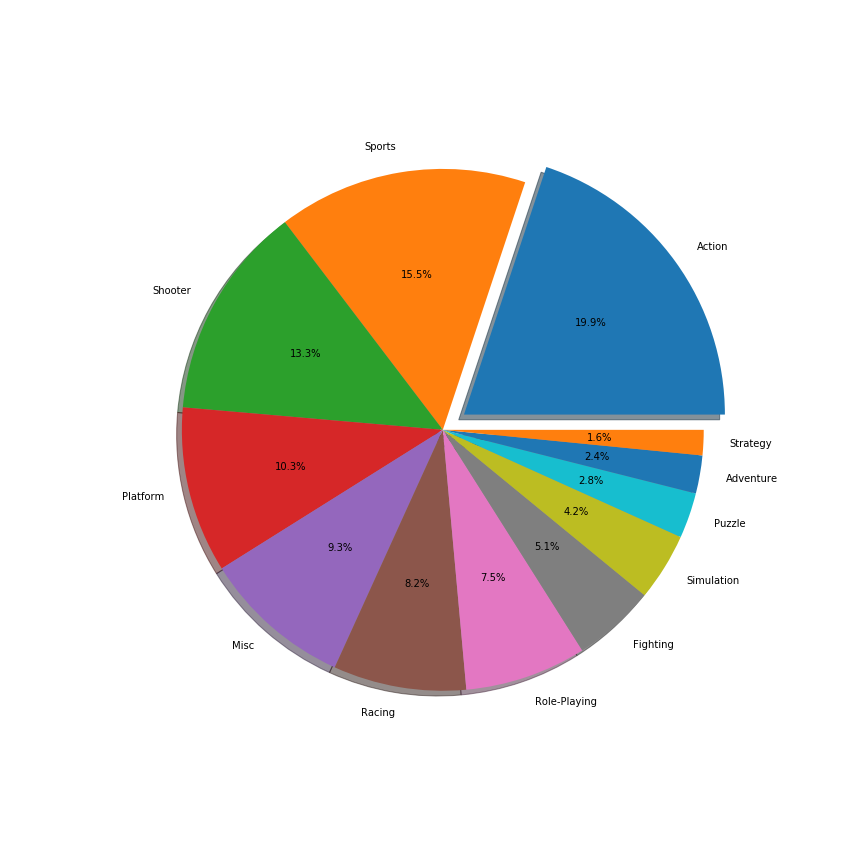 Sports
Action
15.5%
Shooter
19.9%
13.3%
1.6%
Strategy
2.4%
10.3%
Adventure
2.8%
Platform
4.2%
Puzzle
9.3%
5.1%
7.5%
8.2%
Simulation
Misc
Fighting
Role-Playing
Racing